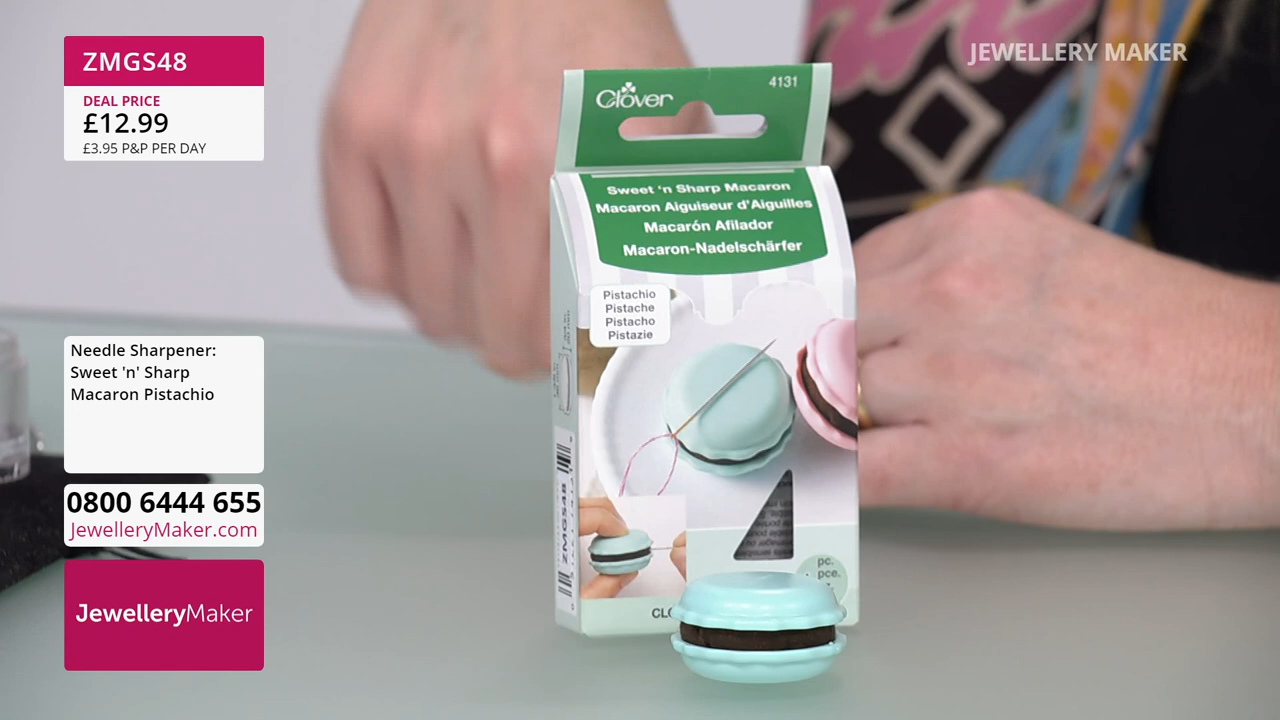 ZMGS48
DEAL PRICE
£12.99
£3.95 P&P PER DAY
Needle Sharpener:
Sweet 'n' Sharp
Macaron Pistachio
0800 6444 655
JewelleryMaker.com
JewelleryMaker
JEWELLERY MAKER
4131
Clover
Sweet 'n Sharp Macaron
Macaron Aiguiseur d'Aiguilles
Macarón Afilador
Macaron-Nadelschärfer
Pistachio
Pistache
Pistacho
Pistazie
ZMGS48
pc.
pce.